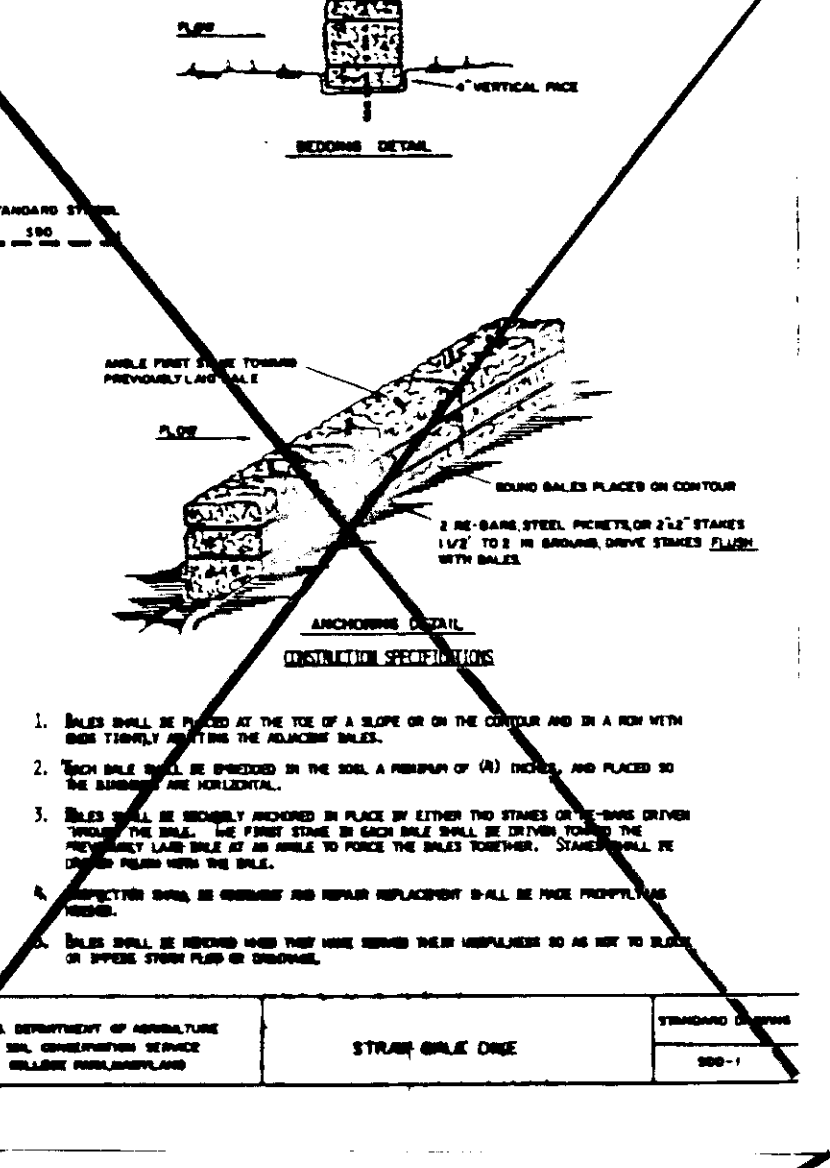 FLOW
4" VERTICAL FACE
BEDDING DETAIL
STANDARD
SBD
ANGLE FIRST STAKE TOWARD
PREVIOUSLY LAID BALE
FLOW
BOUND BALES PLACED ON CONTOUR
2 RE-BARS, STEEL PICKETS, OR 2"x2" STAKES
1 1/2' TO 2' IN GROUND, DRIVE STAKES FLUSH
WITH BALES
ANCHORING DETAIL
CONSTRUCTION SPECIFICATIONS
1. BALES SHALL BE PLACED AT THE TOE OF A SLOPE OR ON THE CONTOUR AND IN A ROW WITH
ENDS TIGHTLY ABUTTING THE ADJACENT BALES.
2. EACH BALE SHALL BE EMBEDDED IN THE SOIL A MINIMUM OF (4) INCHES, AND PLACED SO
THE BINDINGS ARE HORIZONTAL.
3. BALES SHALL BE SECURELY ANCHORED IN PLACE BY EITHER TWO STAKES OR RE-BARS DRIVEN
THROUGH THE BALE. THE FIRST STAKE IN EACH BALE SHALL BE DRIVEN TOWARD THE
PREVIOUSLY LAID BALE AT AN ANGLE TO FORCE THE BALES TOGETHER. STAKES SHALL BE
DRIVEN FLUSH WITH THE BALE.
4. INSPECTION SHALL BE FREQUENT AND REPAIR REPLACEMENT SHALL BE MADE PROMPTLY AS
NEEDED.
5. BALES SHALL BE REMOVED WHEN THEY HAVE SERVED THEIR USEFULNESS SO AS NOT TO BLOCK
OR IMPEDE STORM FLOW OR DRAINAGE.
DEPARTMENT OF AGRICULTURE
SOIL CONSERVATION SERVICE
COLLEGE PARK, MARYLAND
STRAW BALE DIKE
STANDARD DRAWING
SBD-1